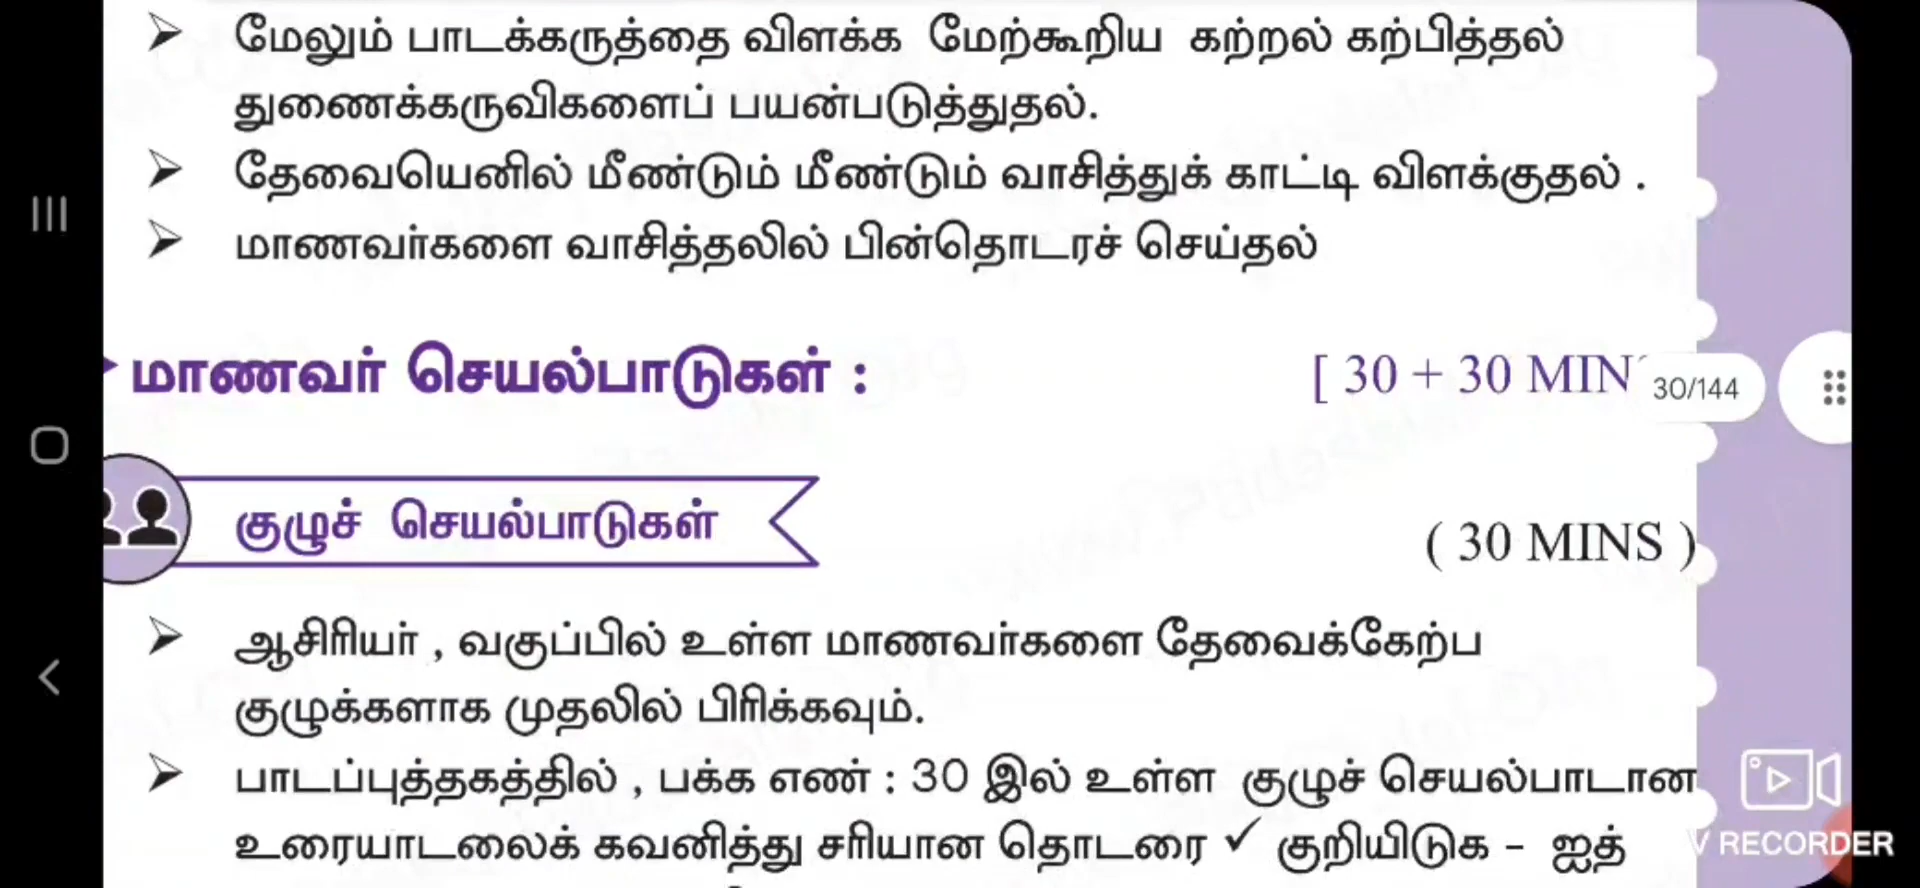 ➢ மேலும் பாடக்கருத்தை விளக்க மேற்கூறிய கற்றல் கற்பித்தல்
துணைக்கருவிகளைப் பயன்படுத்துதல்.
➢ தேவையெனில் மீண்டும் மீண்டும் வாசித்துக் காட்டி விளக்குதல் .
➢ மாணவர்களை வாசித்தலில் பின்தொடரச் செய்தல்
மாணவர் செயல்பாடுகள் : [ 30 + 30 MIN
30/144
குழுச் செயல்பாடுகள் ( 30 MINS )
➢ ஆசிரியர் , வகுப்பில் உள்ள மாணவர்களை தேவைக்கேற்ப
குழுக்களாக முதலில் பிரிக்கவும்.
➢ பாடப்புத்தகத்தில் , பக்க எண் : 30 இல் உள்ள குழுச் செயல்பாடான
உரையாடலைக் கவனித்து சரியான தொடரை ✓ குறியிடுக – ஐத்
V RECORDER